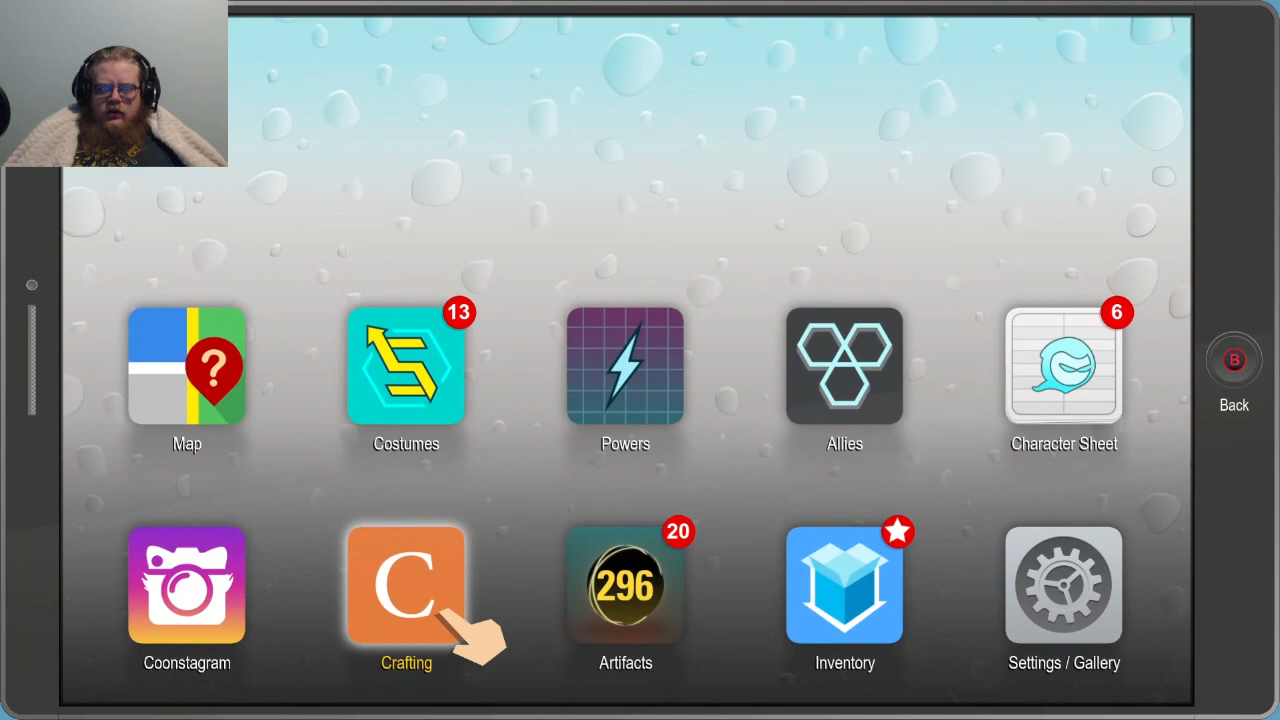 13
6
?
Map
Costumes
Powers
Allies
Character Sheet
B
Back
20
C
296
Coonstagram
Crafting
Artifacts
Inventory
Settings / Gallery